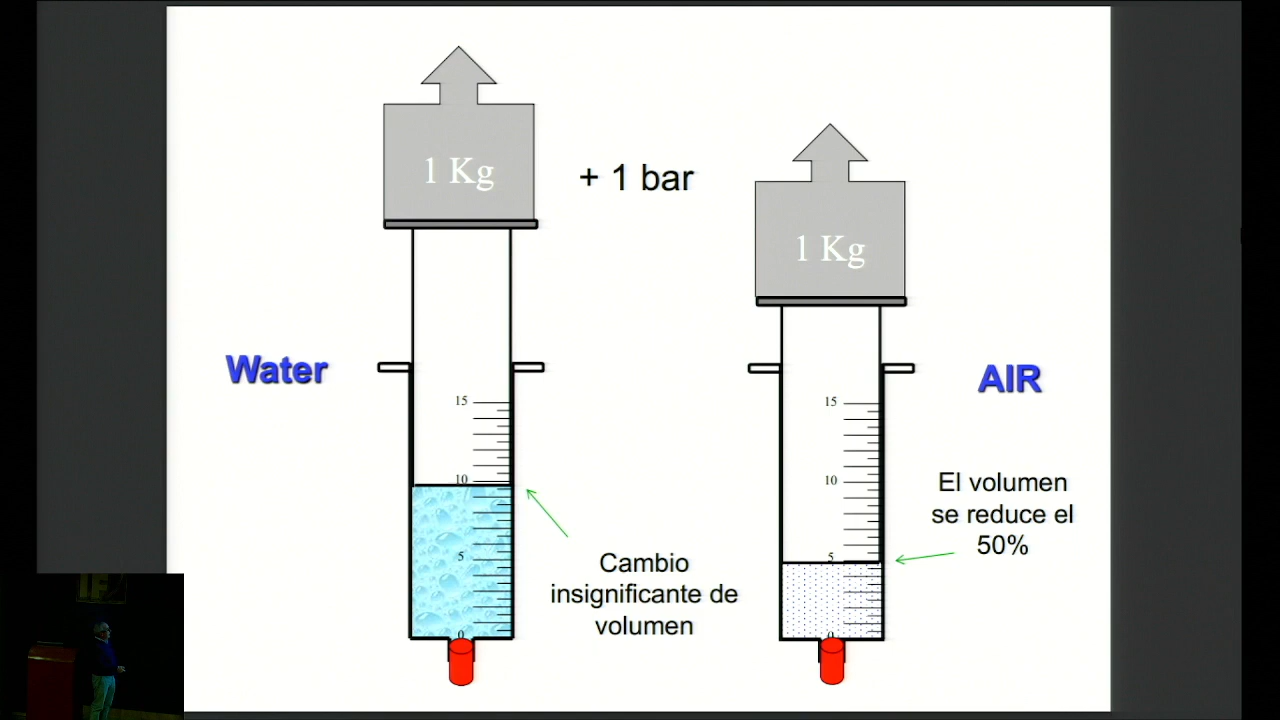 1 Kg
+ 1 bar
1 Kg
Water
AIR
15
10
5
0
15
10
5
0
Cambio
insignificante de
volumen
El volumen
se reduce el
50%